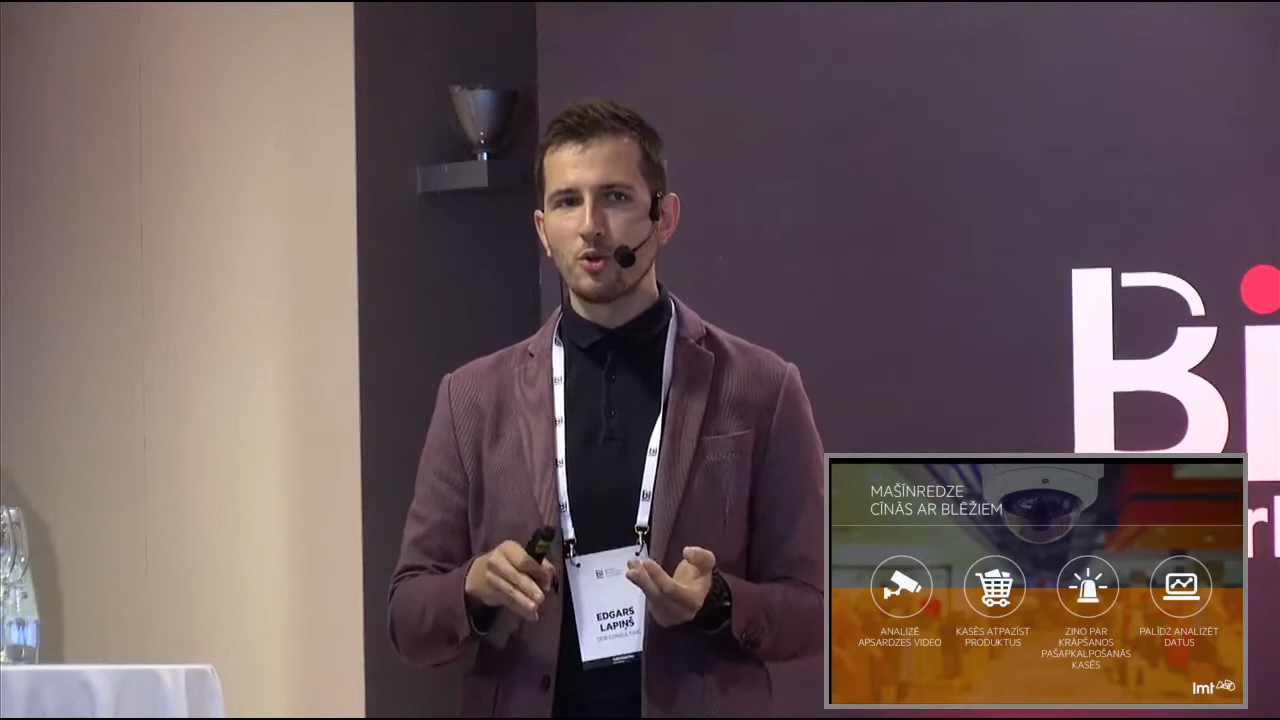 Bi
EDGARS
LAPIŅŠ
MAŠĪNREDZE
CĪNĀS AR BLĒŽIEM
ANALIZĒ
APSARDZES VIDEO
KASĒS ATPAZĪST
PRODUKTUS
ZIŅO PAR
KRĀPŠANOS
PAŠAPKALPOŠANĀS
KASĒS
PALĪDZ ANALIZĒT
DATUS
lmt